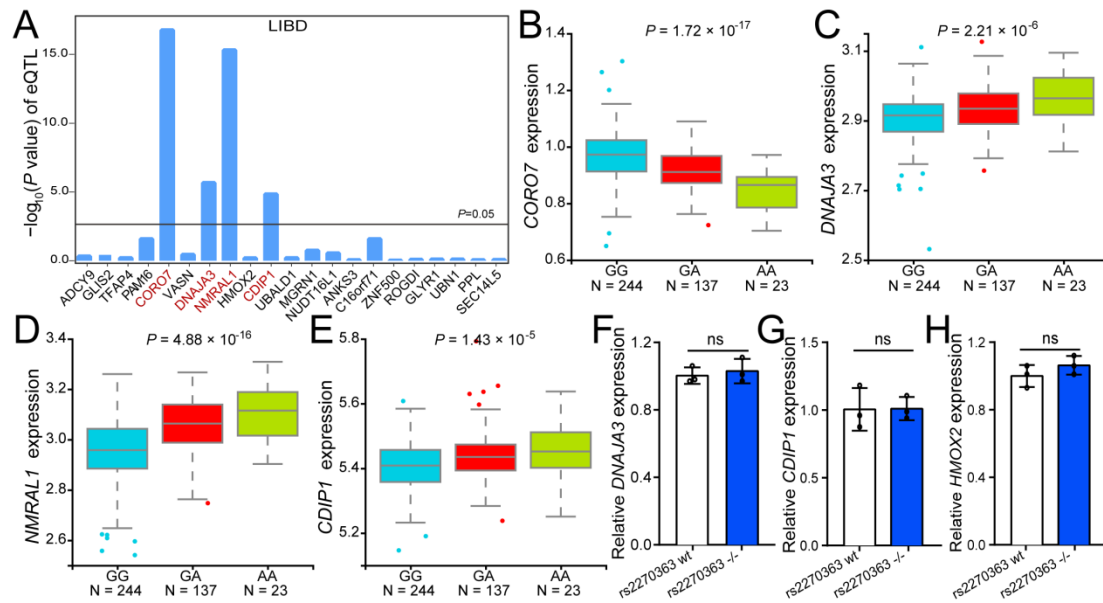 A
LIBD
−log10(P value) of eQTL
15.0
10.0
5.0
0.0
P=0.05
ADCY9
GLIS2
TFAP4
PAM16
CORO7
VASN
DNAJA3
NMRAL1
HMOX2
CDIP1
UBALD1
MGRN1
NUDT16L1
ANKS3
C16orf71
ZNF500
ROGDI
GLYR1
UBN1
PPL
SEC14L5
B
P = 1.72 × 10-17
CORO7 expression
1.4
1.2
1.0
0.8
0.6
GG GA AA
N = 244 N = 137 N = 23
C
P = 2.21 × 10-6
DNAJA3 expression
3.1
2.9
2.7
2.5
GG GA AA
N = 244 N = 137 N = 23
D
P = 4.88 × 10-16
NMRAL1 expression
3.4
3.2
3.0
2.8
2.6
GG GA AA
N = 244 N = 137 N = 23
E
P = 1.43 × 10-5
CDIP1 expression
5.8
5.6
5.4
5.2
GG GA AA
N = 244 N = 137 N = 23
F
ns
Relative DNAJA3 expression
1.2
0.8
0.4
0.0
rs2270363 wt
rs2270363 -/-
G
ns
Relative CDIP1 expression
1.5
1.0
0.5
0.0
rs2270363 wt
rs2270363 -/-
H
ns
Relative HMOX2 expression
1.2
0.8
0.4
0.0
rs2270363 wt
rs2270363 -/-